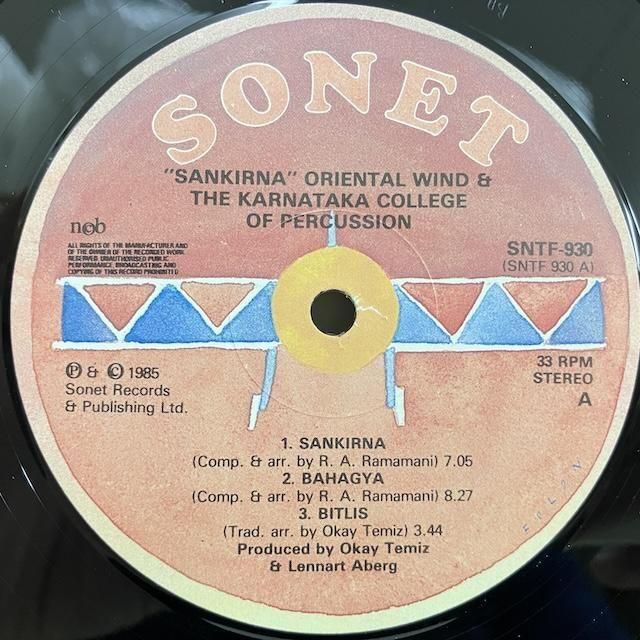 SONET
"SANKIRNA" ORIENTAL WIND &
THE KARNATAKA COLLEGE
OF PERCUSSION
ncb
ALL RIGHTS OF THE MANUFACTURER AND
OF THE OWNER OF THE RECORDED WORK
RESERVED UNAUTHORISED PUBLIC
PERFORMANCE, BROADCASTING AND
COPYING OF THIS RECORD PROHIBITED
SNTF-930
(SNTF 930 A)
Ⓟ & © 1985
Sonet Records
& Publishing Ltd.
33 RPM
STEREO
A
1. SANKIRNA
(Comp. & arr. by R. A. Ramamani) 7.05
2. BAHAGYA
(Comp. & arr. by R. A. Ramamani) 8.27
3. BITLIS
(Trad. arr. by Okay Temiz) 3.44
Produced by Okay Temiz
& Lennart Aberg